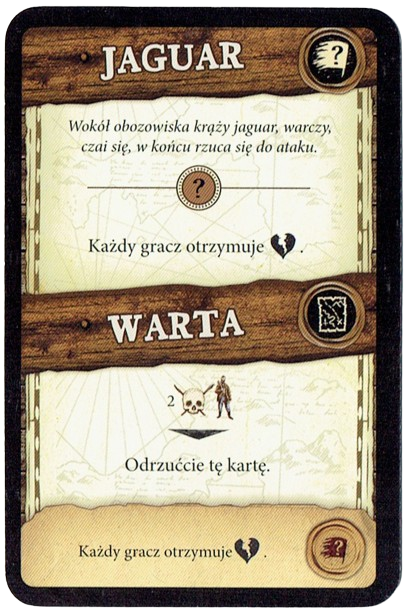 JAGUAR
?
Wokół obozowiska krąży jaguar, warczy,
czai się, w końcu rzuca się do ataku.
?
Każdy gracz otrzymuje .
WARTA
2
Odrzućcie tę kartę.
Każdy gracz otrzymuje .